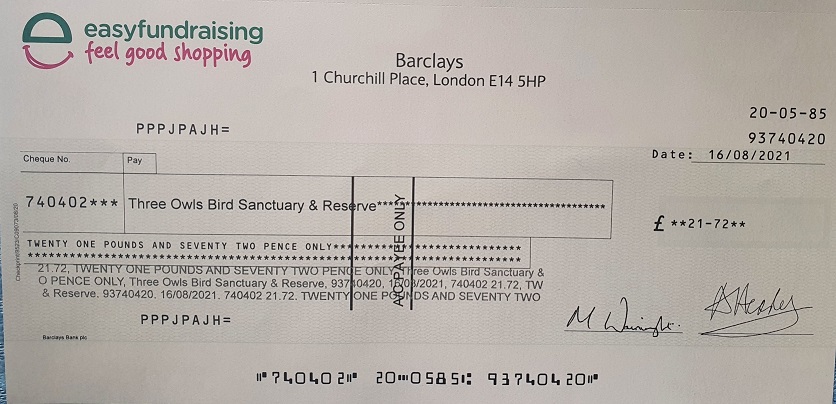 easyfundraising
feel good shopping
Barclays
1 Churchill Place, London E14 5HP
20-05-85
93740420
PPPJPAJH=
Date: 16/08/2021
Cheque No. Pay
740402*** Three Owls Bird Sanctuary & Reserve***********************************
A/C PAYEE ONLY
£ **21-72**
TWENTY ONE POUNDS AND SEVENTY TWO PENCE ONLY**************************
*********************************************************************
21.72, TWENTY ONE POUNDS AND SEVENTY TWO PENCE ONLY, Three Owls Bird Sanctuary &
O PENCE ONLY, Three Owls Bird Sanctuary & Reserve, 93740420, 16/08/2021, 740402 21.72, TW
& Reserve. 93740420. 16/08/2021. 740402 21.72. TWENTY ONE POUNDS AND SEVENTY TWO
PPPJPAJH=
Barclays Bank plc
⑈740402⑈ 20⑉0585⑆ 93740420⑈